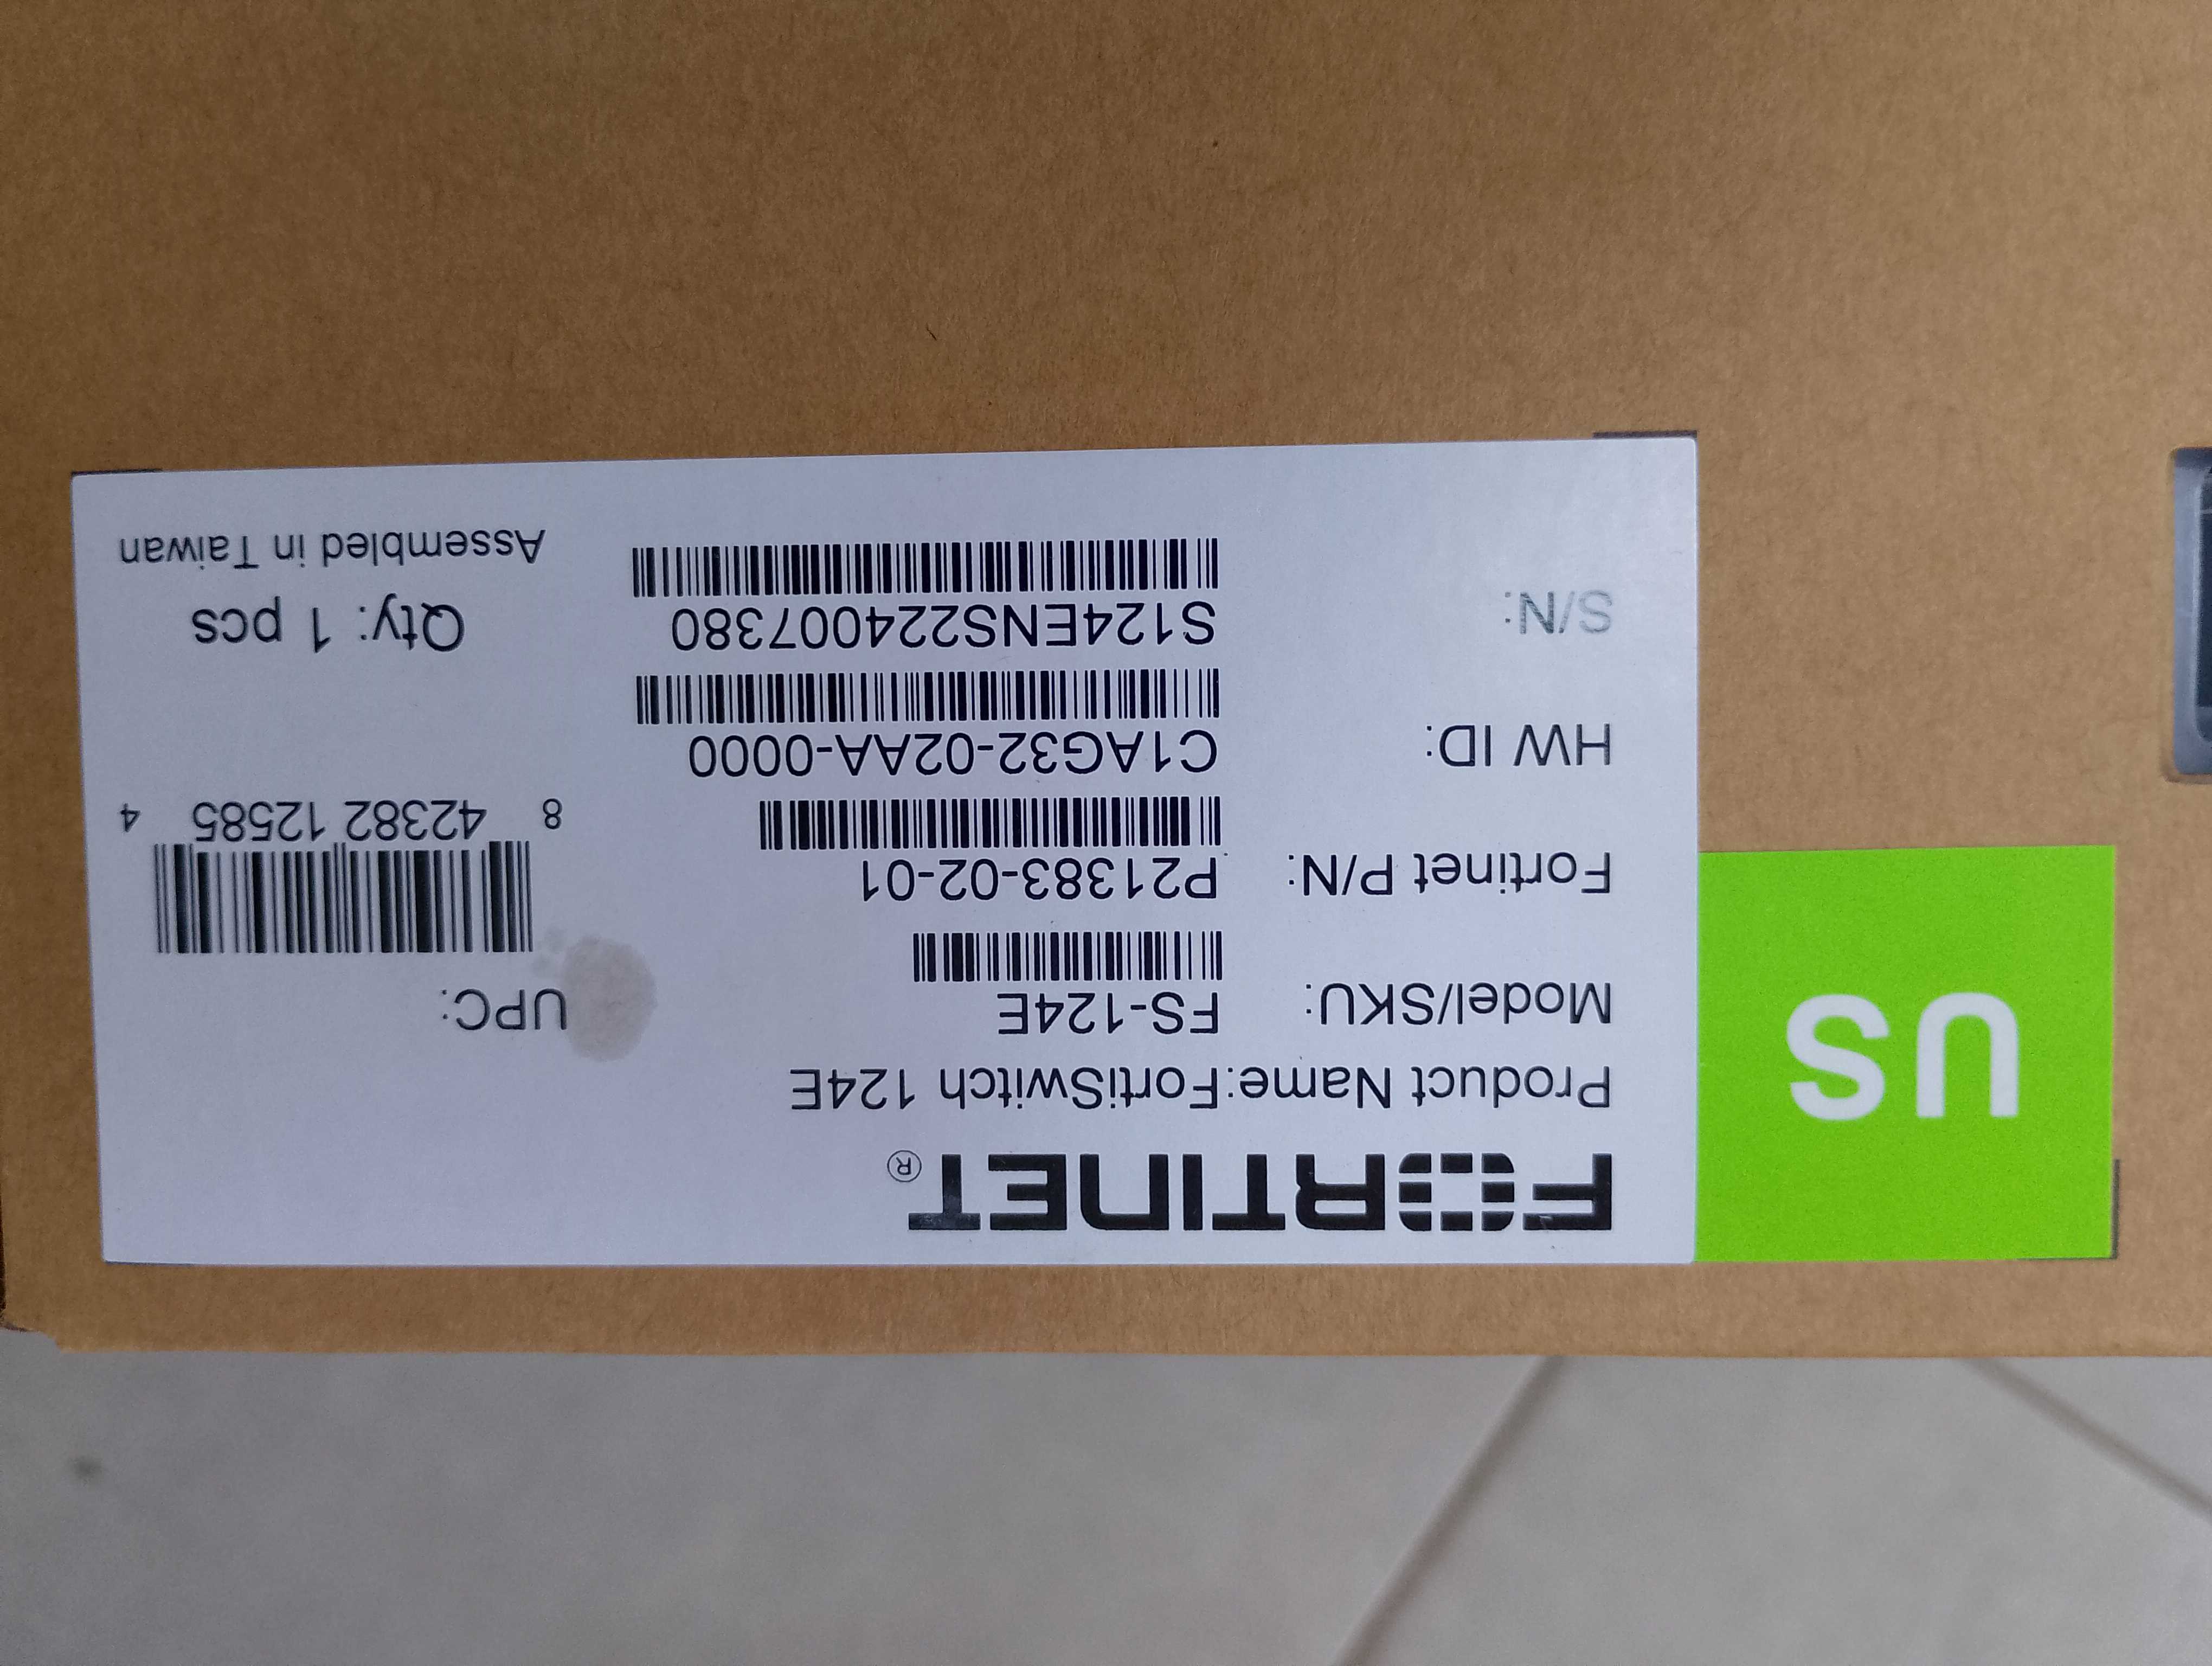 US
FORTINET®
Product Name:FortiSwitch 124E
Model/SKU: FS-124E
UPC:
Fortinet P/N: P21383-02-01
8 42382 12585 4
HW ID: C1AG32-02AA-0000
S/N: S124ENS224007380
Qty: 1 pcs
Assembled in Taiwan